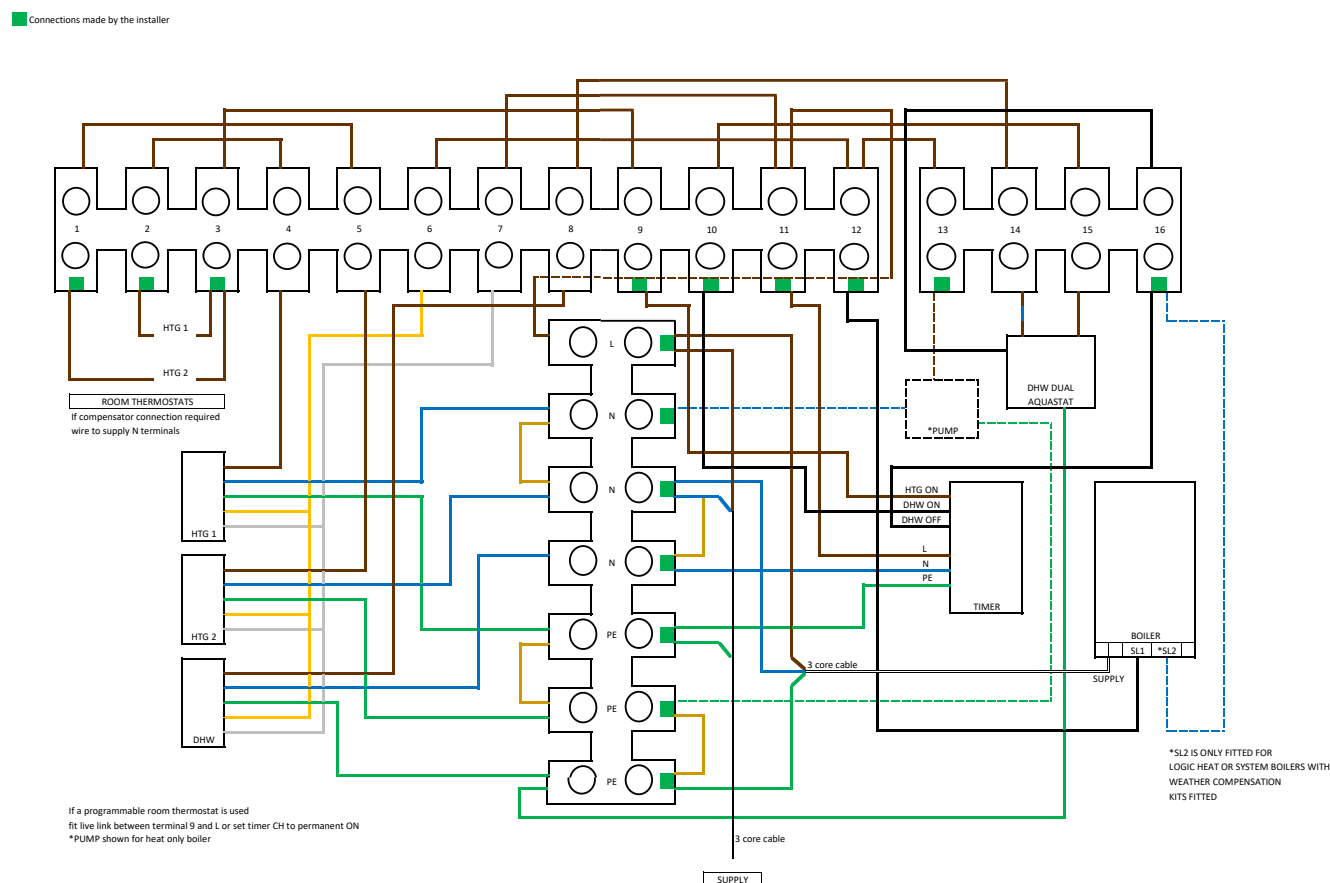 Connections made by the installer
1 2 3 4 5 6 7 8 9 10 11 12 13 14 15 16
HTG 1
HTG 2
ROOM THERMOSTATS
If compensator connection required
wire to supply N terminals
L
N
N
N
PE
PE
PE
DHW DUAL
AQUASTAT
*PUMP
HTG 1
HTG 2
DHW
HTG ON
DHW ON
DHW OFF
L
N
PE
TIMER
BOILER
SL1 *SL2
SUPPLY
3 core cable
*SL2 IS ONLY FITTED FOR
LOGIC HEAT OR SYSTEM BOILERS WITH
WEATHER COMPENSATION
KITS FITTED
If a programmable room thermostat is used
fit live link between terminal 9 and L or set timer CH to permanent ON
*PUMP shown for heat only boiler
3 core cable
SUPPLY